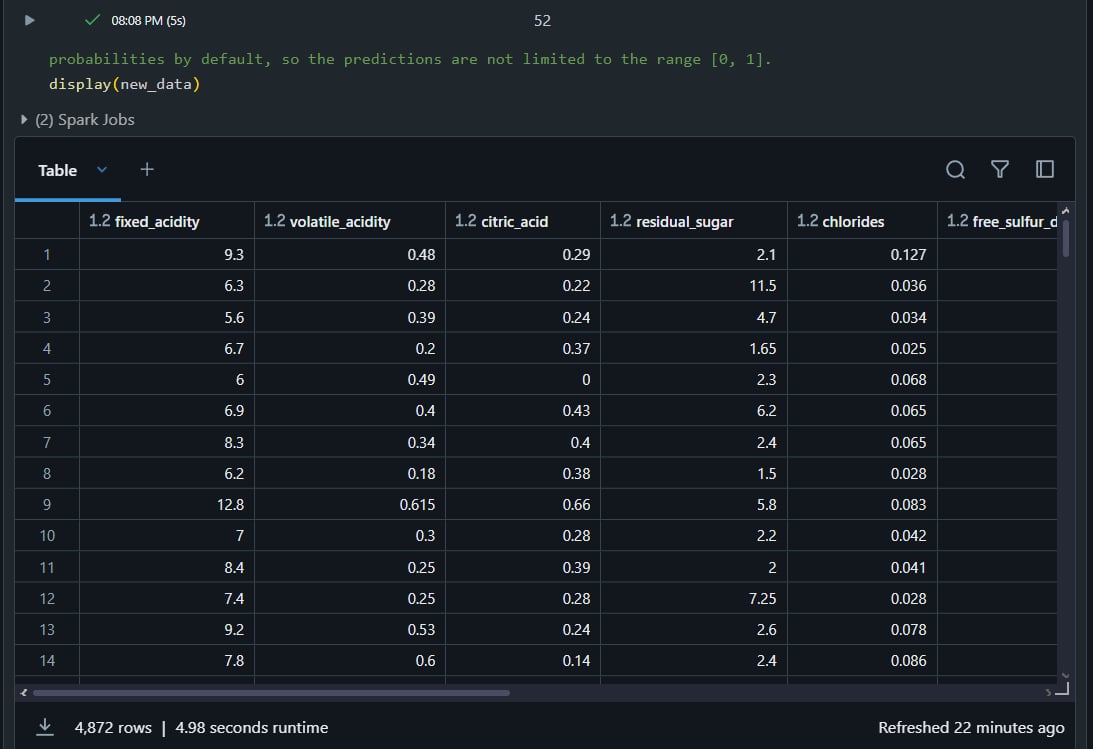 08:08 PM (5s) 52
probabilities by default, so the predictions are not limited to the range [0, 1].
display(new_data)
(2) Spark Jobs
Table
1.2 fixed_acidity 1.2 volatile_acidity 1.2 citric_acid 1.2 residual_sugar 1.2 chlorides 1.2 free_sulfur_d
1 9.3 0.48 0.29 2.1 0.127
2 6.3 0.28 0.22 11.5 0.036
3 5.6 0.39 0.24 4.7 0.034
4 6.7 0.2 0.37 1.65 0.025
5 6 0.49 0 2.3 0.068
6 6.9 0.4 0.43 6.2 0.065
7 8.3 0.34 0.4 2.4 0.065
8 6.2 0.18 0.38 1.5 0.028
9 12.8 0.615 0.66 5.8 0.083
10 7 0.3 0.28 2.2 0.042
11 8.4 0.25 0.39 2 0.041
12 7.4 0.25 0.28 7.25 0.028
13 9.2 0.53 0.24 2.6 0.078
14 7.8 0.6 0.14 2.4 0.086
4,872 rows | 4.98 seconds runtime Refreshed 22 minutes ago